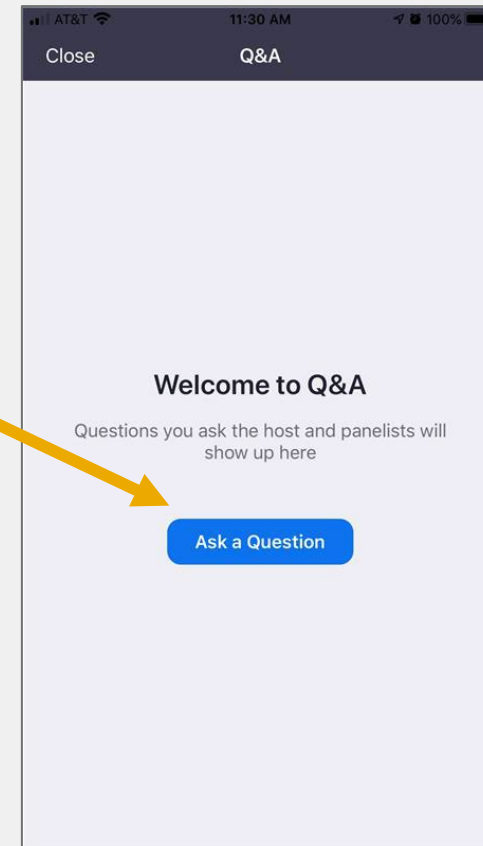 AT&T 11:30 AM 100%
Close Q&A
Welcome to Q&A
Questions you ask the host and panelists will
show up here
Ask a Question